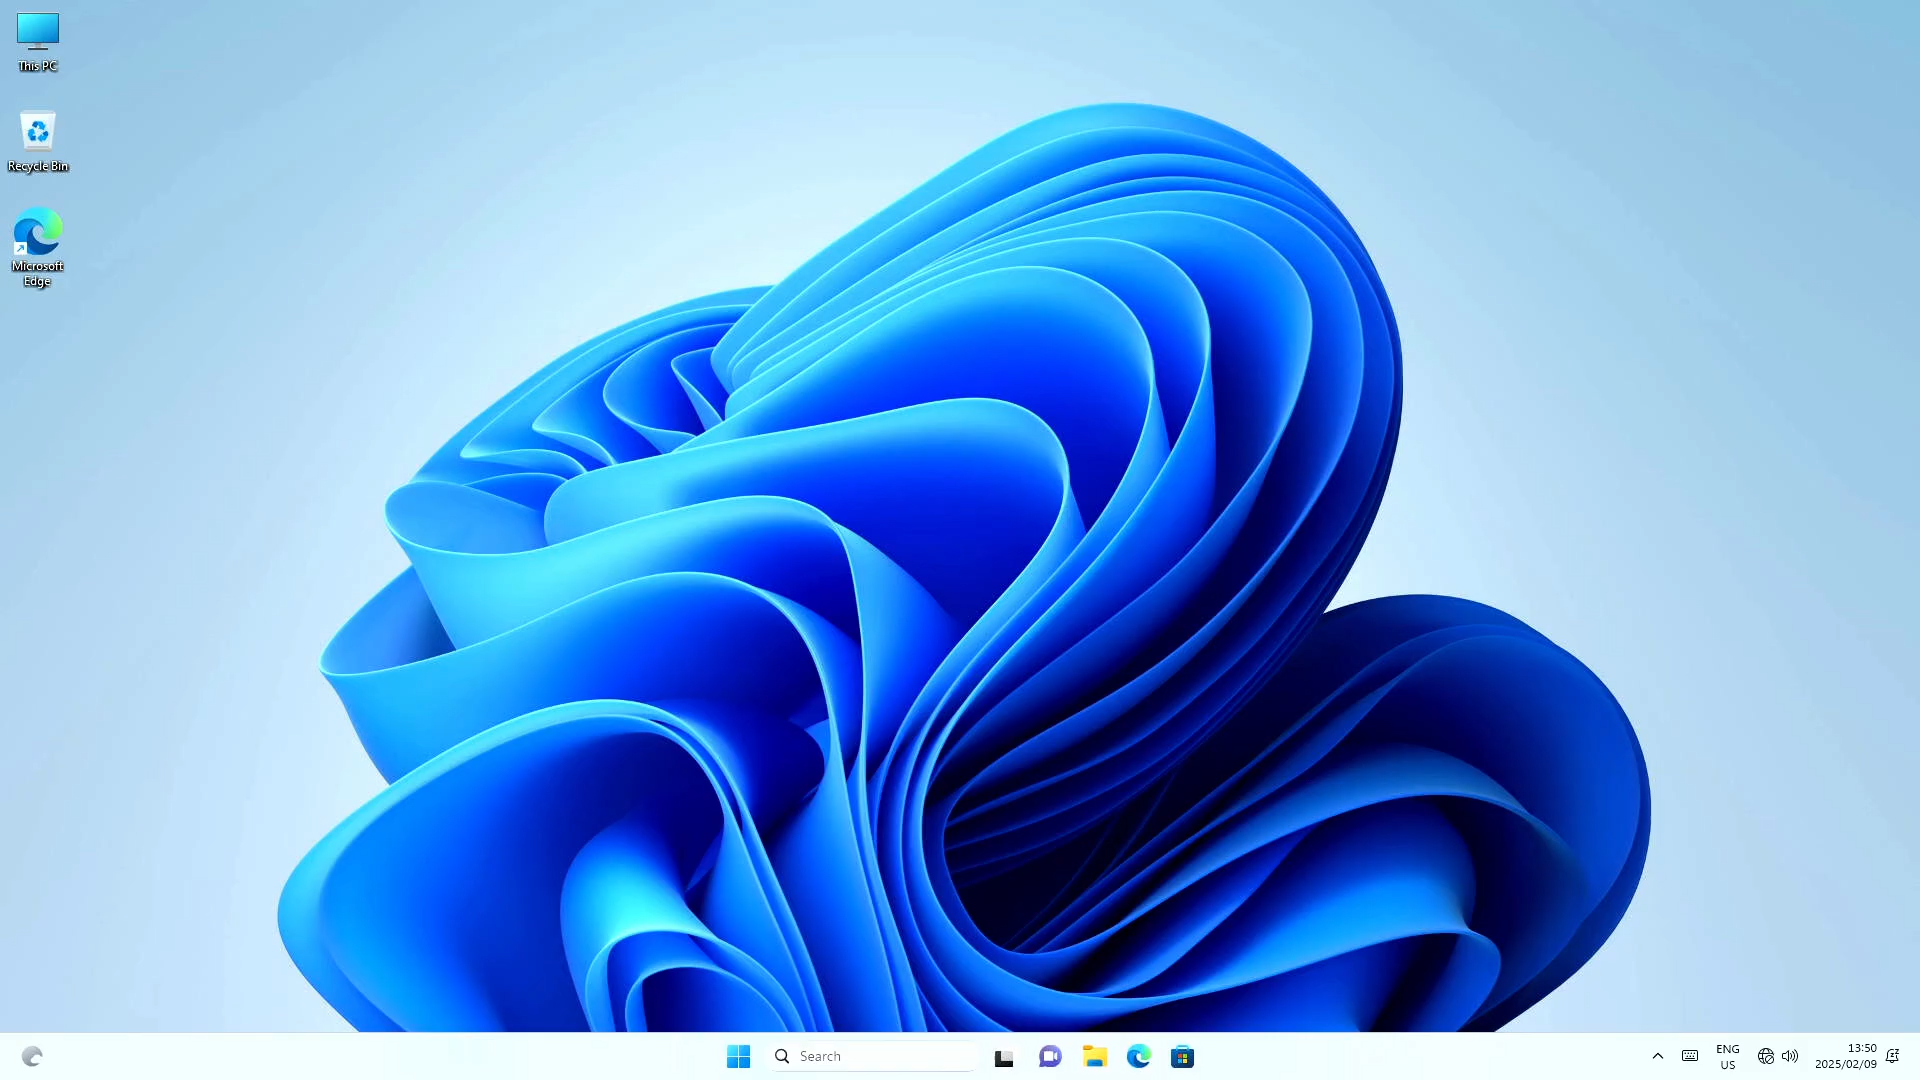 This PC
Recycle Bin
Microsoft
Edge
Search
ENG
US
13:50
2025/02/09